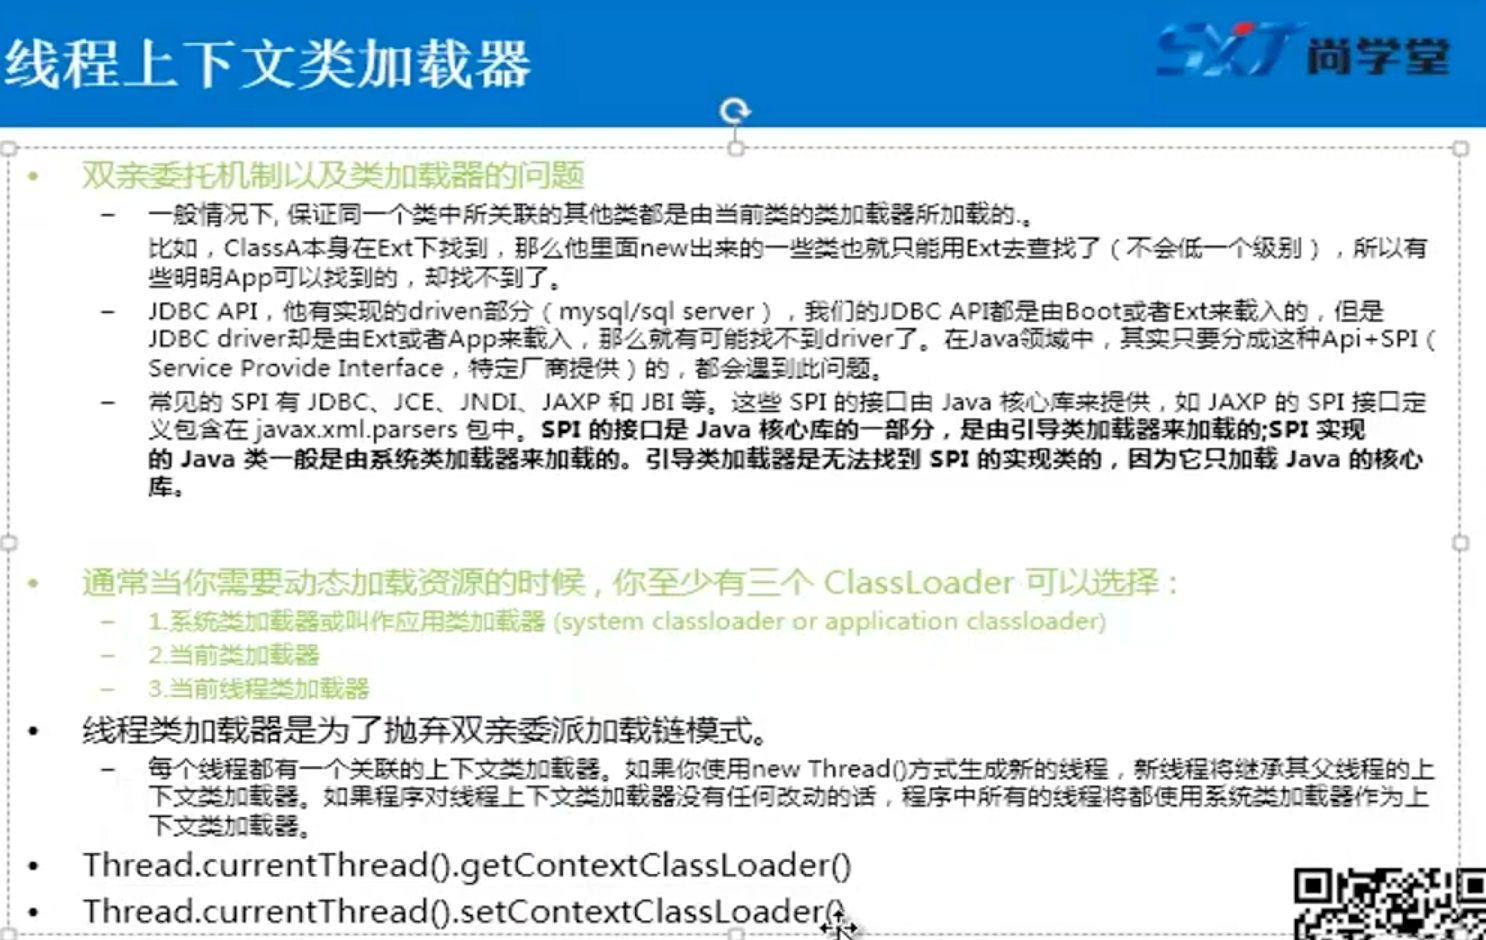 线程上下文类加载器
SXT 尚学堂
• 双亲委托机制以及类加载器的问题
– 一般情况下, 保证同一个类中所关联的其他类都是由当前类的类加载器所加载的.。
比如，ClassA本身在Ext下找到，那么他里面new出来的一些类也就只能用Ext去查找了（不会低一个级别），所以有
些明明App可以找到的，却找不到了。
– JDBC API，他有实现的driven部分（mysql/sql server），我们的JDBC API都是由Boot或者Ext来载入的，但是
JDBC driver却是由Ext或者App来载入，那么就有可能找不到driver了。在Java领域中，其实只要分成这种Api+SPI（
Service Provide Interface，特定厂商提供）的，都会遇到此问题。
– 常见的 SPI 有 JDBC、JCE、JNDI、JAXP 和 JBI 等。这些 SPI 的接口由 Java 核心库来提供，如 JAXP 的 SPI 接口定
义包含在 javax.xml.parsers 包中。SPI 的接口是 Java 核心库的一部分，是由引导类加载器来加载的;SPI 实现
的 Java 类一般是由系统类加载器来加载的。引导类加载器是无法找到 SPI 的实现类的，因为它只加载 Java 的核心
库。
• 通常当你需要动态加载资源的时候 , 你至少有三个 ClassLoader 可以选择：
– 1.系统类加载器或叫作应用类加载器 (system classloader or application classloader)
– 2.当前类加载器
– 3.当前线程类加载器
• 线程类加载器是为了抛弃双亲委派加载链模式。
– 每个线程都有一个关联的上下文类加载器。如果你使用new Thread()方式生成新的线程，新线程将继承其父线程的上
下文类加载器。如果程序对线程上下文类加载器没有任何改动的话，程序中所有的线程将都使用系统类加载器作为上
下文类加载器。
• Thread.currentThread().getContextClassLoader()
• Thread.currentThread().setContextClassLoader()